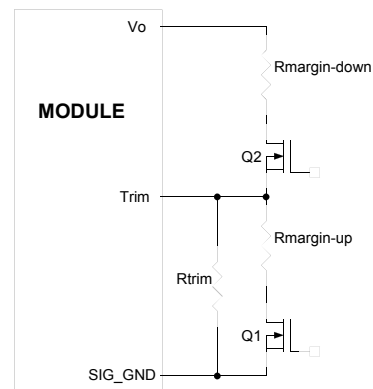 Vo
Rmargin-down
MODULE
Q2
Trim
Rmargin-up
Rtrim
Q1
SIG_GND